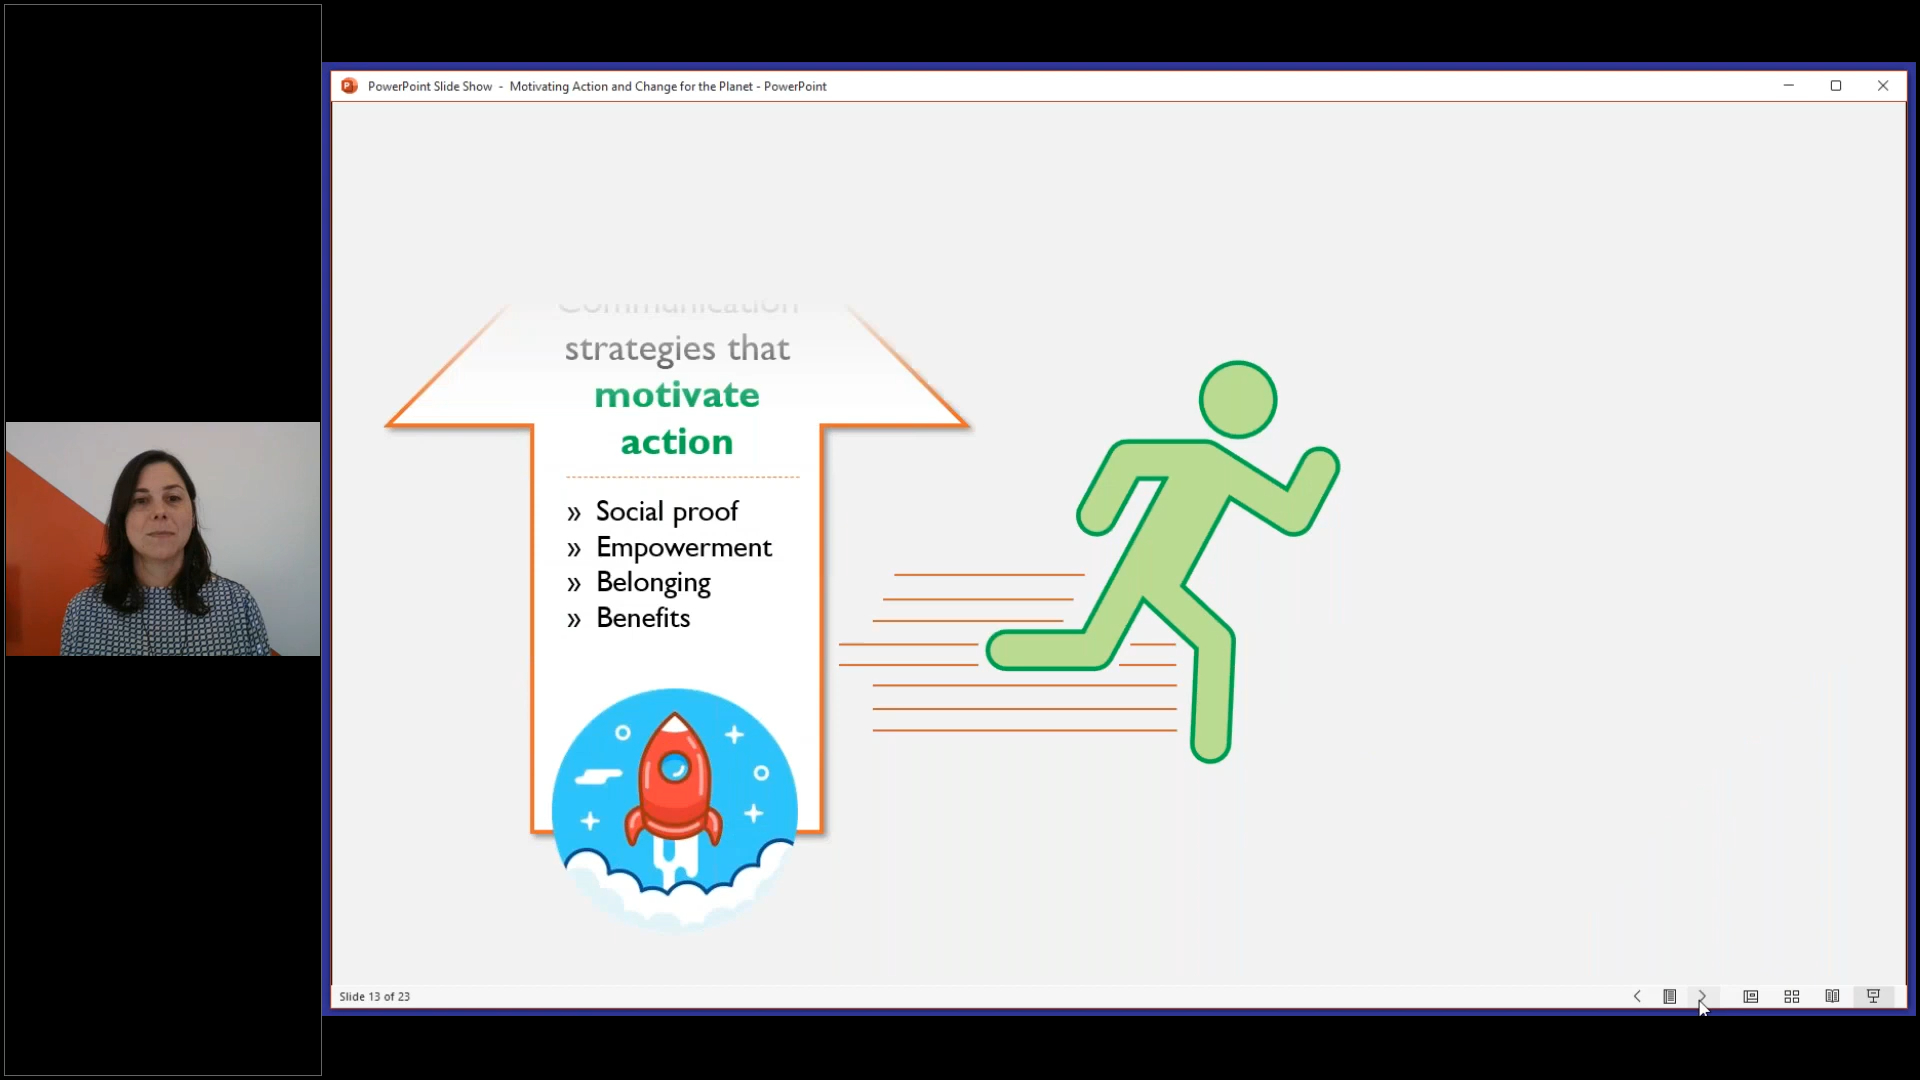 PowerPoint Slide Show - Motivating Action and Change for the Planet - PowerPoint
Communication
strategies that
motivate
action
» Social proof
» Empowerment
» Belonging
» Benefits
Slide 13 of 23